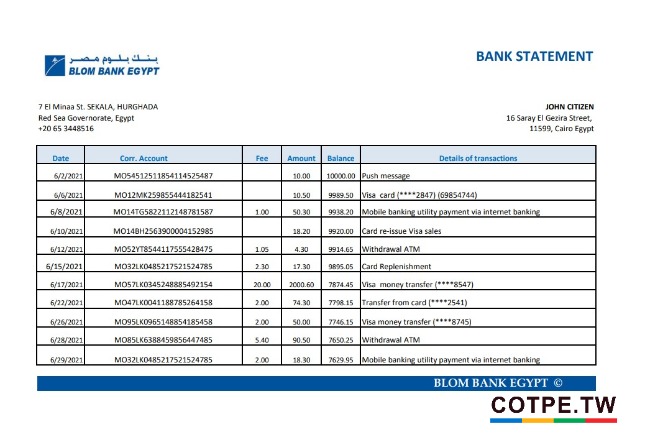 بنك بلوم مصر
BLOM BANK EGYPT
BANK STATEMENT
7 El Minaa St. SEKALA, HURGHADA
Red Sea Governorate, Egypt
+20 65 3448516
JOHN CITIZEN
16 Saray El Gezira Street,
11599, Cairo Egypt
Date Corr. Account Fee Amount Balance Details of transactions
6/2/2021 MO54512511854114525487 10.00 10000.00 Push message
6/6/2021 MO12MK259855444182541 10.50 9989.50 Visa card (****2847) (69854744)
6/8/2021 MO14TG58221121487815​87 1.00 50.30 9938.20 Mobile banking utility payment via internet banking
6/10/2021 MO14BH2563900004152985 18.20 9920.00 Card re-issue Visa sales
6/12/2021 MO52YT8544117555428475 1.05 4.30 9914.65 Withdrawal ATM
6/15/2021 MO32LK0485217521524785 2.30 17.30 9895.05 Card Replenishment
6/17/2021 MO57LK0345248885492154 20.00 2000.60 7874.45 Visa money transfer (****8547)
6/22/2021 MO47LK0041188785264158 2.00 74.30 7798.15 Transfer from card (****2541)
6/26/2021 MO95LK0965148854185458 2.00 50.00 7746.15 Visa money transfer (****8745)
6/28/2021 MO85LK6388459856447485 5.40 90.50 7650.25 Withdrawal ATM
6/29/2021 MO32LK0485217521524785 2.00 18.30 7629.95 Mobile banking utility payment via internet banking
BLOM BANK EGYPT ©
COTPE.TW